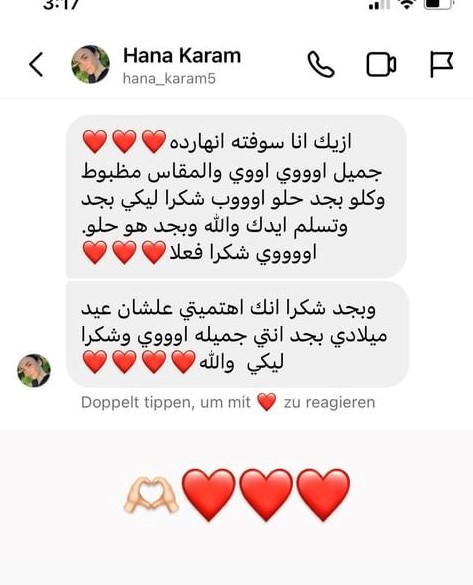 3:17
Hana Karam
hana_karam5
ازيك انا سوفته انهارده❤️❤️❤️
جميل اوووي اووي والمقاس مظبوط
وكلو بجد حلو اوووب شكرا ليكي بجد
وتسلم ايدك والله وبجد هو حلو.
اووووي شكرا فعلا❤️❤️❤️
وبجد شكرا انك اهتميتي علشان عيد
ميلادي بجد انتي جميله اوووي وشكرا
ليكي والله❤️❤️❤️❤️
Doppelt tippen, um mit ❤️ zu reagieren
🫶🏻❤️❤️❤️